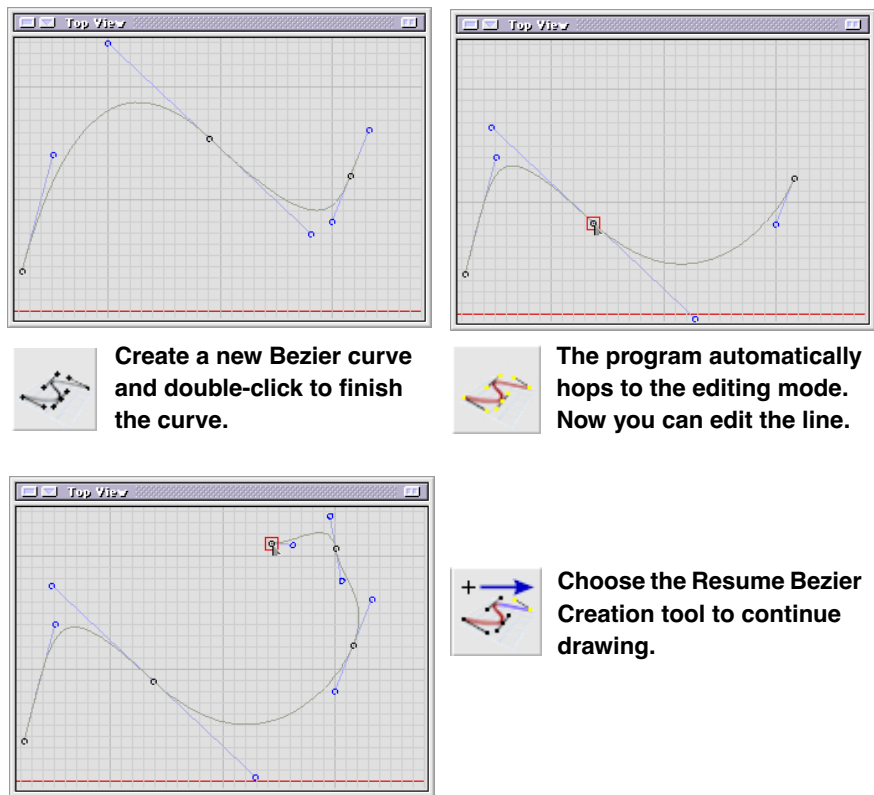 Top View
Top View
Create a new Bezier curve
and double-click to finish
the curve.
The program automatically
hops to the editing mode.
Now you can edit the line.
Top View
Choose the Resume Bezier
Creation tool to continue
drawing.